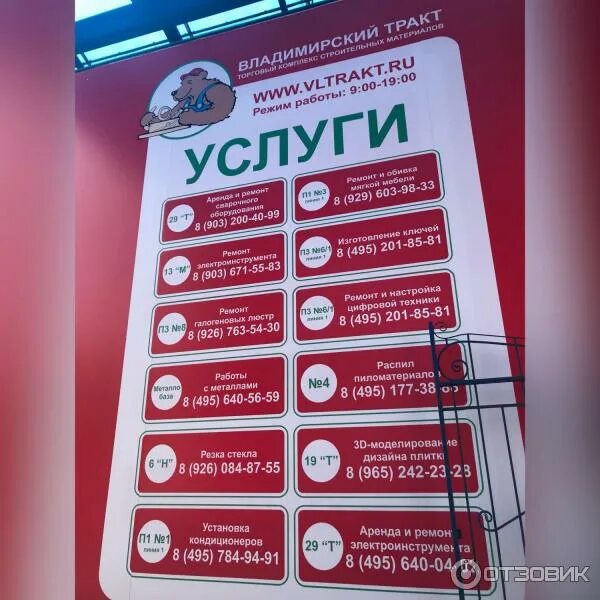 ВЛАДИМИРСКИЙ ТРАКТ
ТОРГОВЫЙ КОМПЛЕКС СТРОИТЕЛЬНЫХ МАТЕРИАЛОВ
WWW.VLTRAKT.RU
Режим работы: 9:00-19:00
УСЛУГИ
29 "Т"
Аренда и ремонт
сварочного
оборудования
8 (903) 200-40-99
13 "М"
Ремонт
электроинструмента
8 (903) 671-55-83
П3 №8
Ремонт
галогеновых люстр
8 (926) 763-54-30
Металло
база
Работы
с металлами
8 (495) 640-56-59
6 "Н"
Резка стекла
8 (926) 084-87-55
П1 №1
линия 1
Установка
кондиционеров
8 (495) 784-94-91
П1 №3
линия 1
Ремонт и обивка
мягкой мебели
8 (929) 603-98-33
П3 №6/1
линия 1
Изготовление ключей
8 (495) 201-85-81
П3 №6/1
линия 1
Ремонт и настройка
цифровой техники
8 (495) 201-85-81
№4
Распил
пиломатериалов
8 (495)
19 "Т"
3D-моделирование
дизайна плитки
8 (965) 242-23-23
29 "Т"
Аренда и ремонт
электроинструмента
8 (495)
ОТЗОВИК